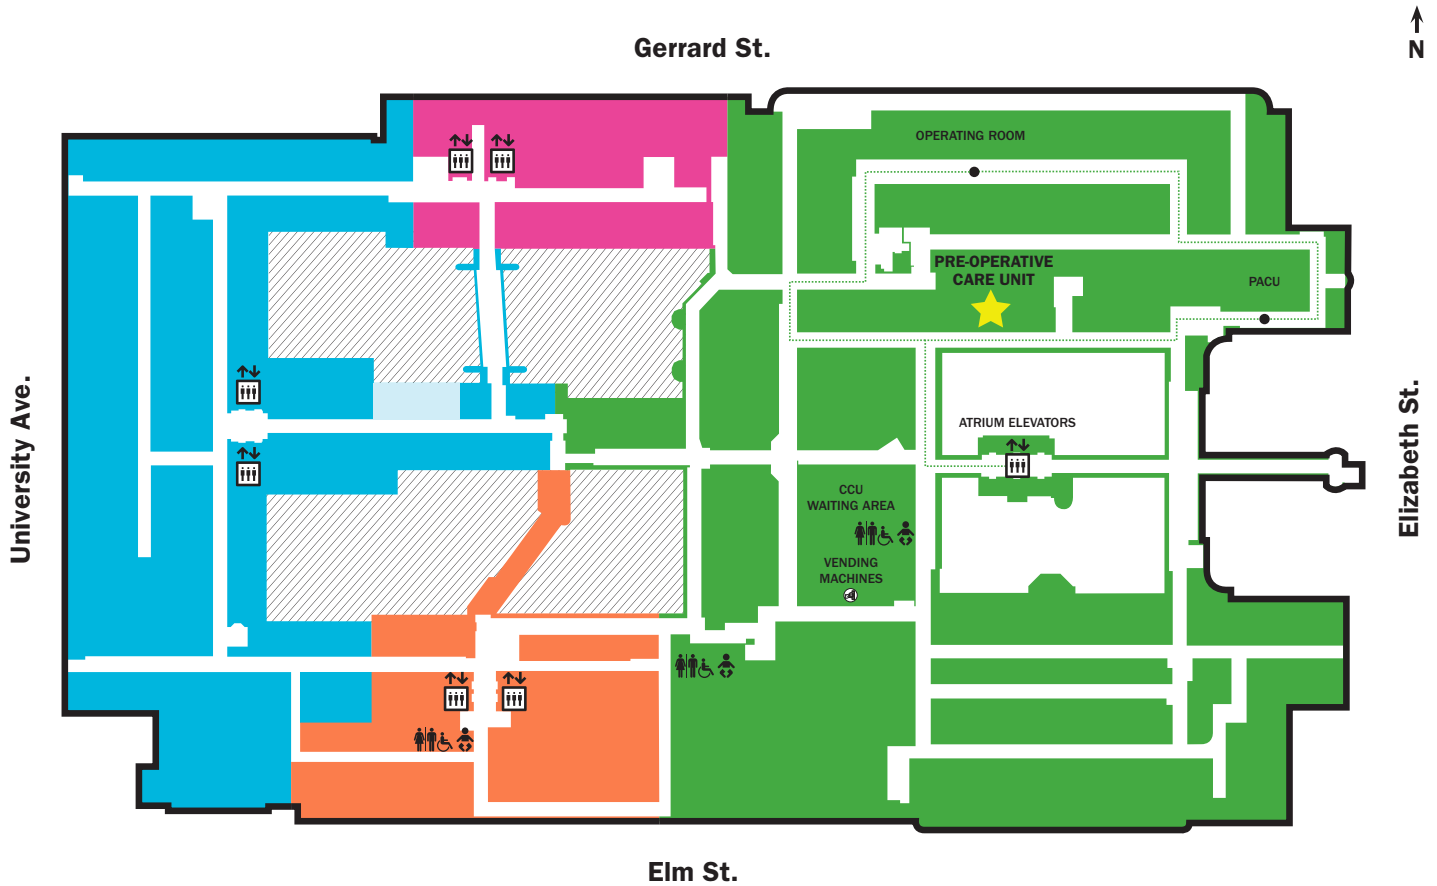 Gerrard St.
N
OPERATING ROOM
PRE-OPERATIVE
CARE UNIT
PACU
University Ave.
Elizabeth St.
ATRIUM ELEVATORS
CCU
WAITING AREA
VENDING
MACHINES
Elm St.